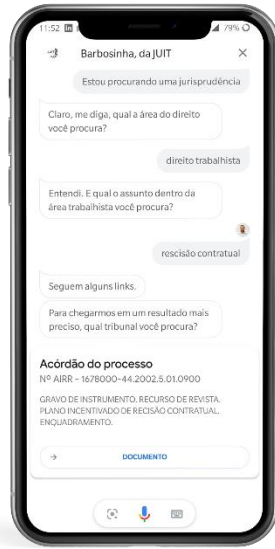 11:52
79%
Barbosinha, da JUIT
Estou procurando uma jurisprudência
Claro, me diga, qual a área do direito
você procura?
direito trabalhista
Entendi. E qual o assunto dentro da
área trabalhista você procura?
rescisão contratual
Seguem alguns links.
Para chegarmos em um resultado mais
preciso, qual tribunal você procura?
Acórdão do processo
Nº AIRR - 1678000-44.2002.5.01.0900
GRAVO DE INSTRUMENTO. RECURSO DE REVISTA.
PLANO INCENTIVADO DE RECISÃO CONTRATUAL.
ENQUADRAMENTO.
DOCUMENTO